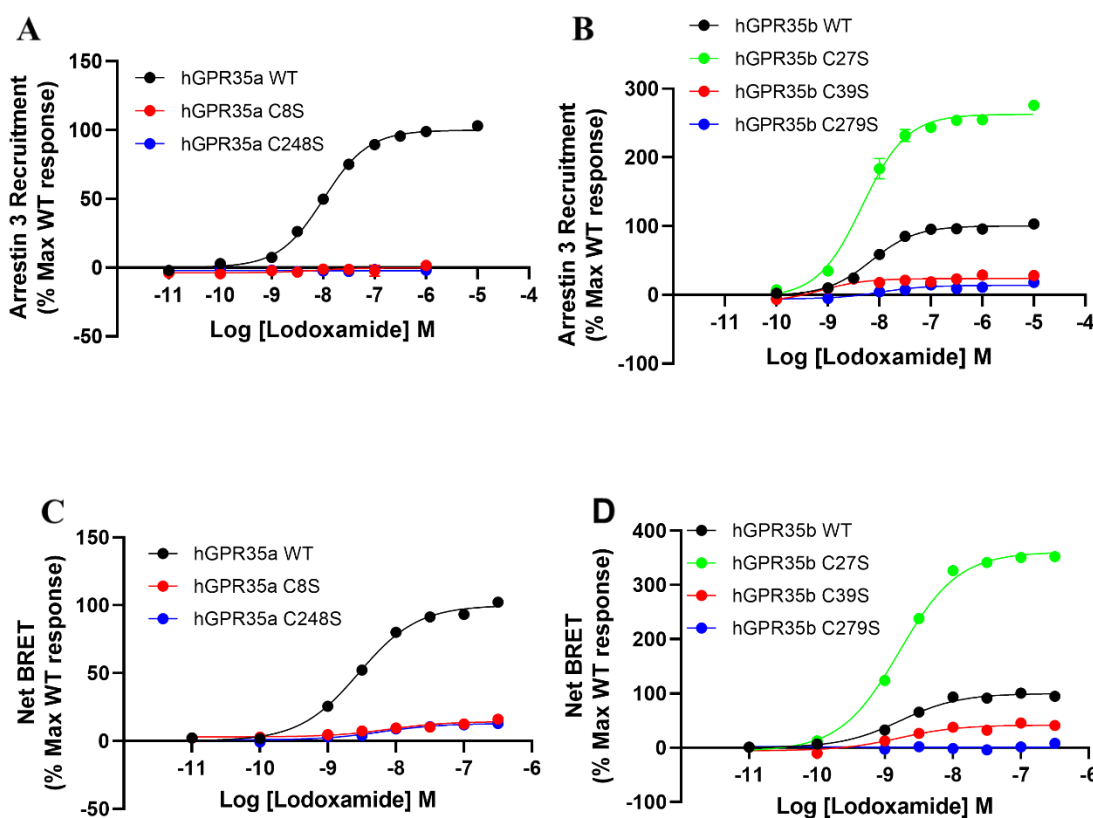 A
Arrestin 3 Recruitment
(% Max WT response)
150
100
50
0
-50
hGPR35a WT
hGPR35a C8S
hGPR35a C248S
-11 -10 -9 -8 -7 -6 -5 -4
Log [Lodoxamide] M
B
Arrestin 3 Recruitment
(% Max WT response)
300
200
100
0
-100
hGPR35b WT
hGPR35b C27S
hGPR35b C39S
hGPR35b C279S
-11 -10 -9 -8 -7 -6 -5 -4
Log [Lodoxamide] M
C
Net BRET
(% Max WT response)
150
100
50
0
-50
hGPR35a WT
hGPR35a C8S
hGPR35a C248S
-11 -10 -9 -8 -7 -6
Log [Lodoxamide] M
D
Net BRET
(% Max WT response)
400
300
200
100
0
-100
hGPR35b WT
hGPR35b C27S
hGPR35b C39S
hGPR35b C279S
-11 -10 -9 -8 -7 -6
Log [Lodoxamide] M